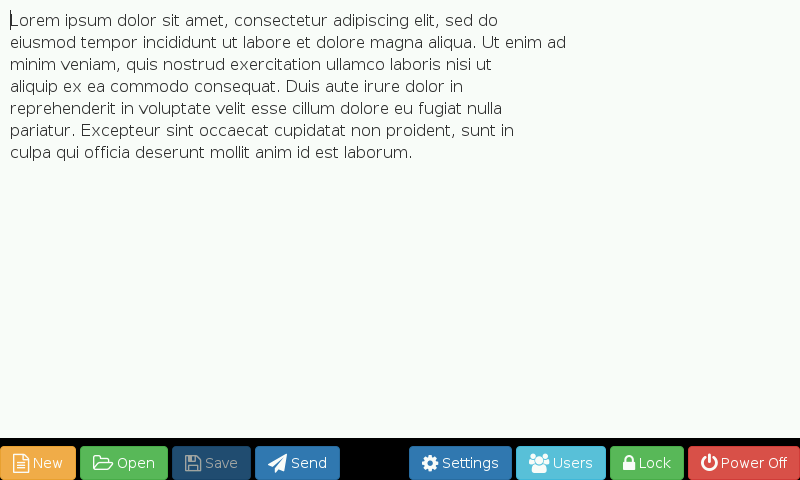 Lorem ipsum dolor sit amet, consectetur adipiscing elit, sed do
eiusmod tempor incididunt ut labore et dolore magna aliqua. Ut enim ad
minim veniam, quis nostrud exercitation ullamco laboris nisi ut
aliquip ex ea commodo consequat. Duis aute irure dolor in
reprehenderit in voluptate velit esse cillum dolore eu fugiat nulla
pariatur. Excepteur sint occaecat cupidatat non proident, sunt in
culpa qui officia deserunt mollit anim id est laborum.
New Open Save Send Settings Users Lock Power Off